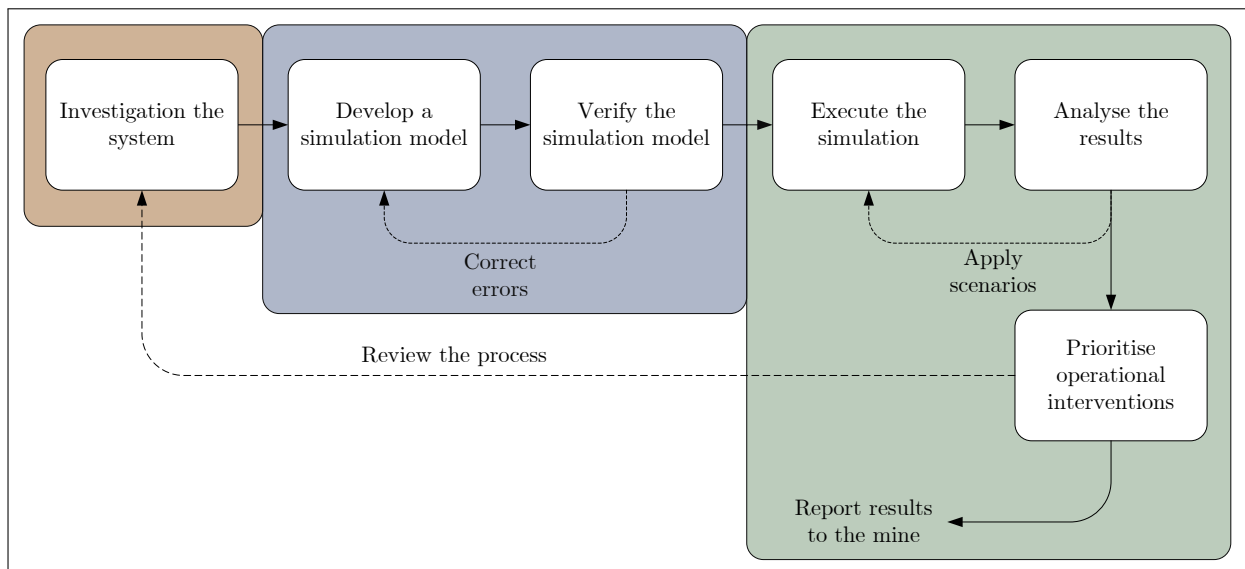 Investigation the
system
Develop a
simulation model
Verify the
simulation model
Execute the
simulation
Analyse the
results
Correct
errors
Apply
scenarios
Review the process
Prioritise
operational
interventions
Report results
to the mine